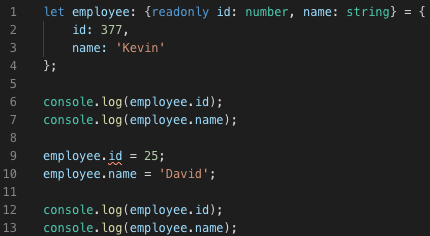 1 let employee: {readonly id: number, name: string} = {
2     id: 377,
3     name: 'Kevin'
4 };
5
6 console.log(employee.id);
7 console.log(employee.name);
8
9 employee.id = 25;
10 employee.name = 'David';
11
12 console.log(employee.id);
13 console.log(employee.name);